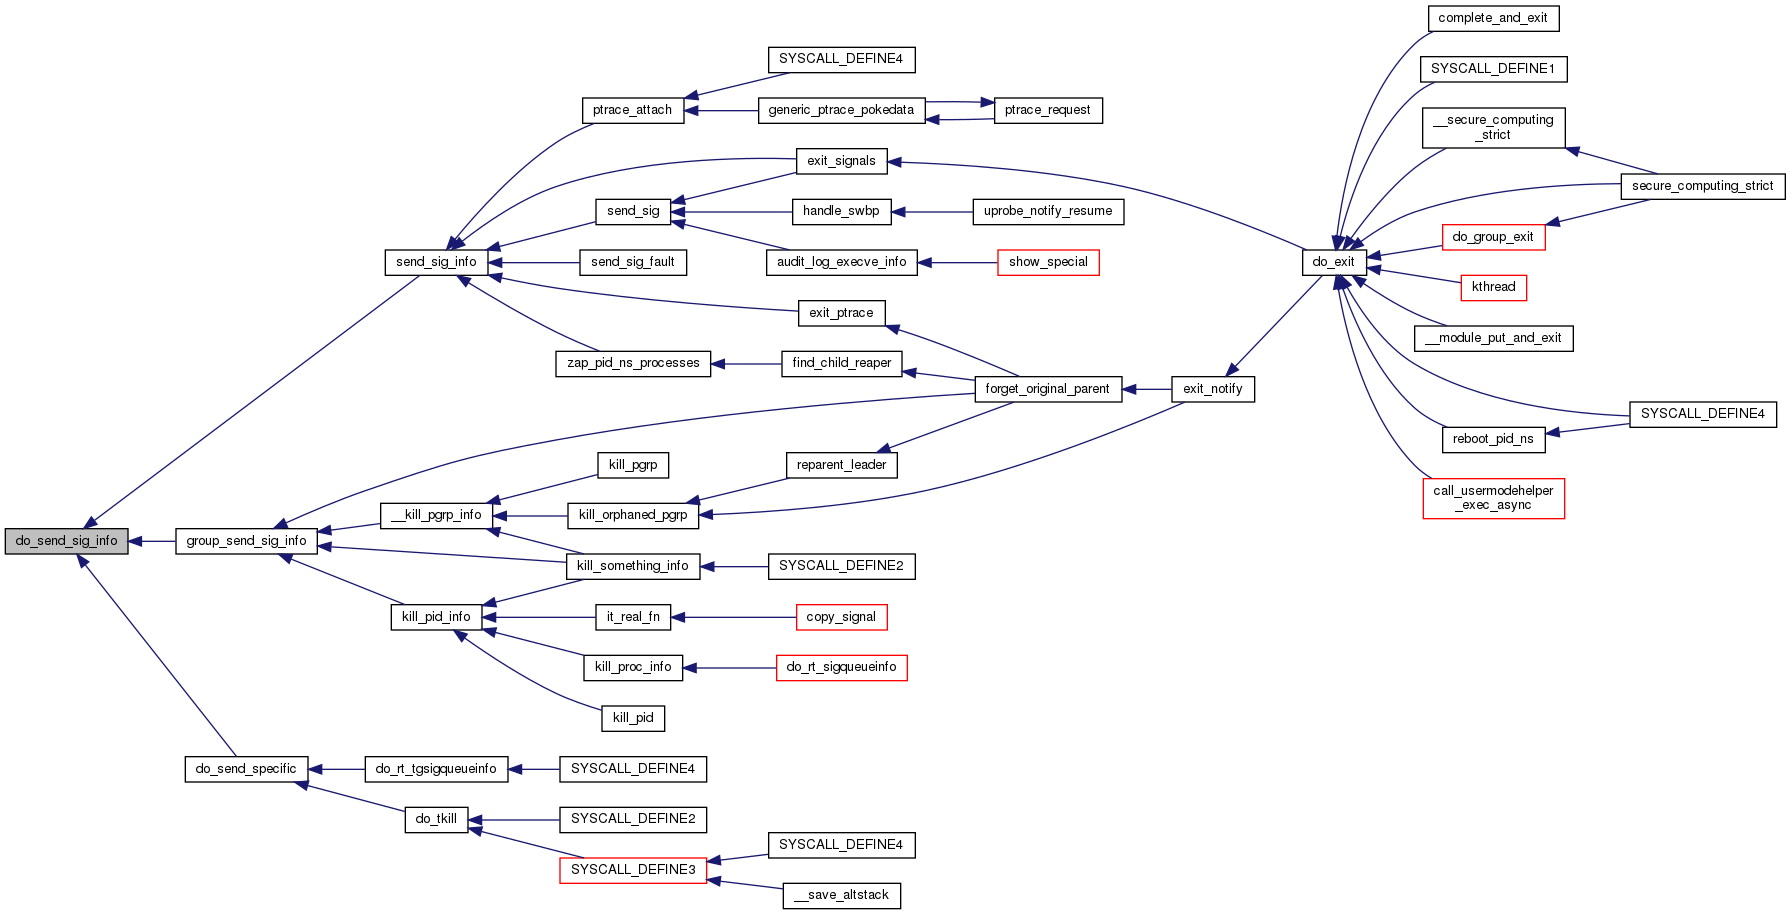 complete_and_exit
SYSCALL_DEFINE4
SYSCALL_DEFINE1
ptrace_attach
generic_ptrace_pokedata
ptrace_request
__secure_computing
_strict
exit_signals
secure_computing_strict
send_sig
handle_swbp
uprobe_notify_resume
do_group_exit
send_sig_info
send_sig_fault
audit_log_execve_info
show_special
do_exit
kthread
exit_ptrace
__module_put_and_exit
zap_pid_ns_processes
find_child_reaper
forget_original_parent
exit_notify
SYSCALL_DEFINE4
reboot_pid_ns
kill_pgrp
reparent_leader
call_usermodehelper
_exec_async
__kill_pgrp_info
kill_orphaned_pgrp
do_send_sig_info
group_send_sig_info
kill_something_info
SYSCALL_DEFINE2
kill_pid_info
it_real_fn
copy_signal
kill_proc_info
do_rt_sigqueueinfo
kill_pid
do_send_specific
do_rt_tgsigqueueinfo
SYSCALL_DEFINE4
do_tkill
SYSCALL_DEFINE2
SYSCALL_DEFINE4
SYSCALL_DEFINE3
__save_altstack